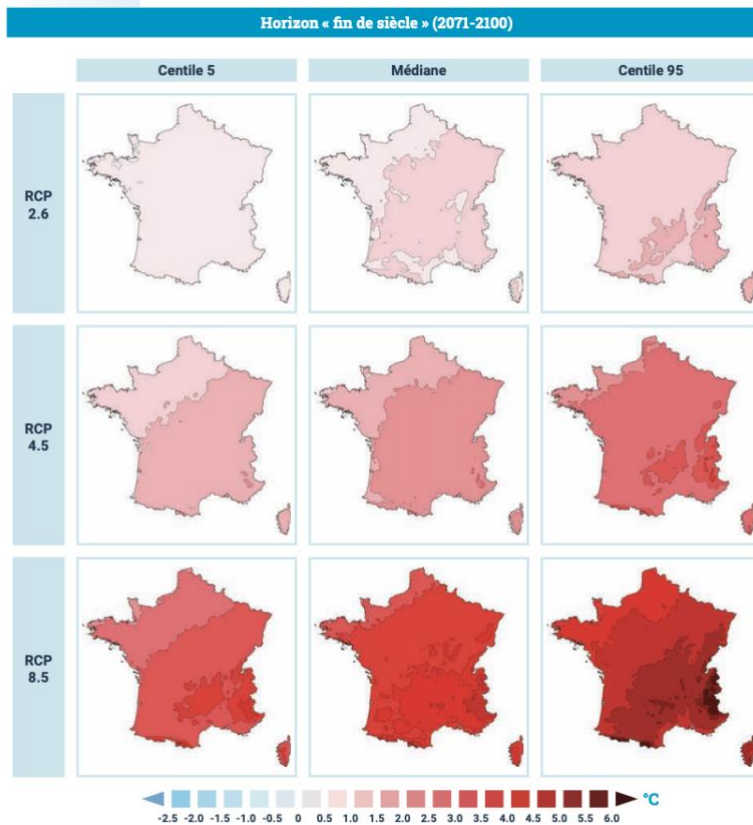 Horizon « fin de siècle » (2071-2100)
Centile 5 Médiane Centile 95
RCP
2.6
RCP
4.5
RCP
8.5
°C
-2.5 -2.0 -1.5 -1.0 -0.5 0 0.5 1.0 1.5 2.0 2.5 3.0 3.5 4.0 4.5 5.0 5.5 6.0